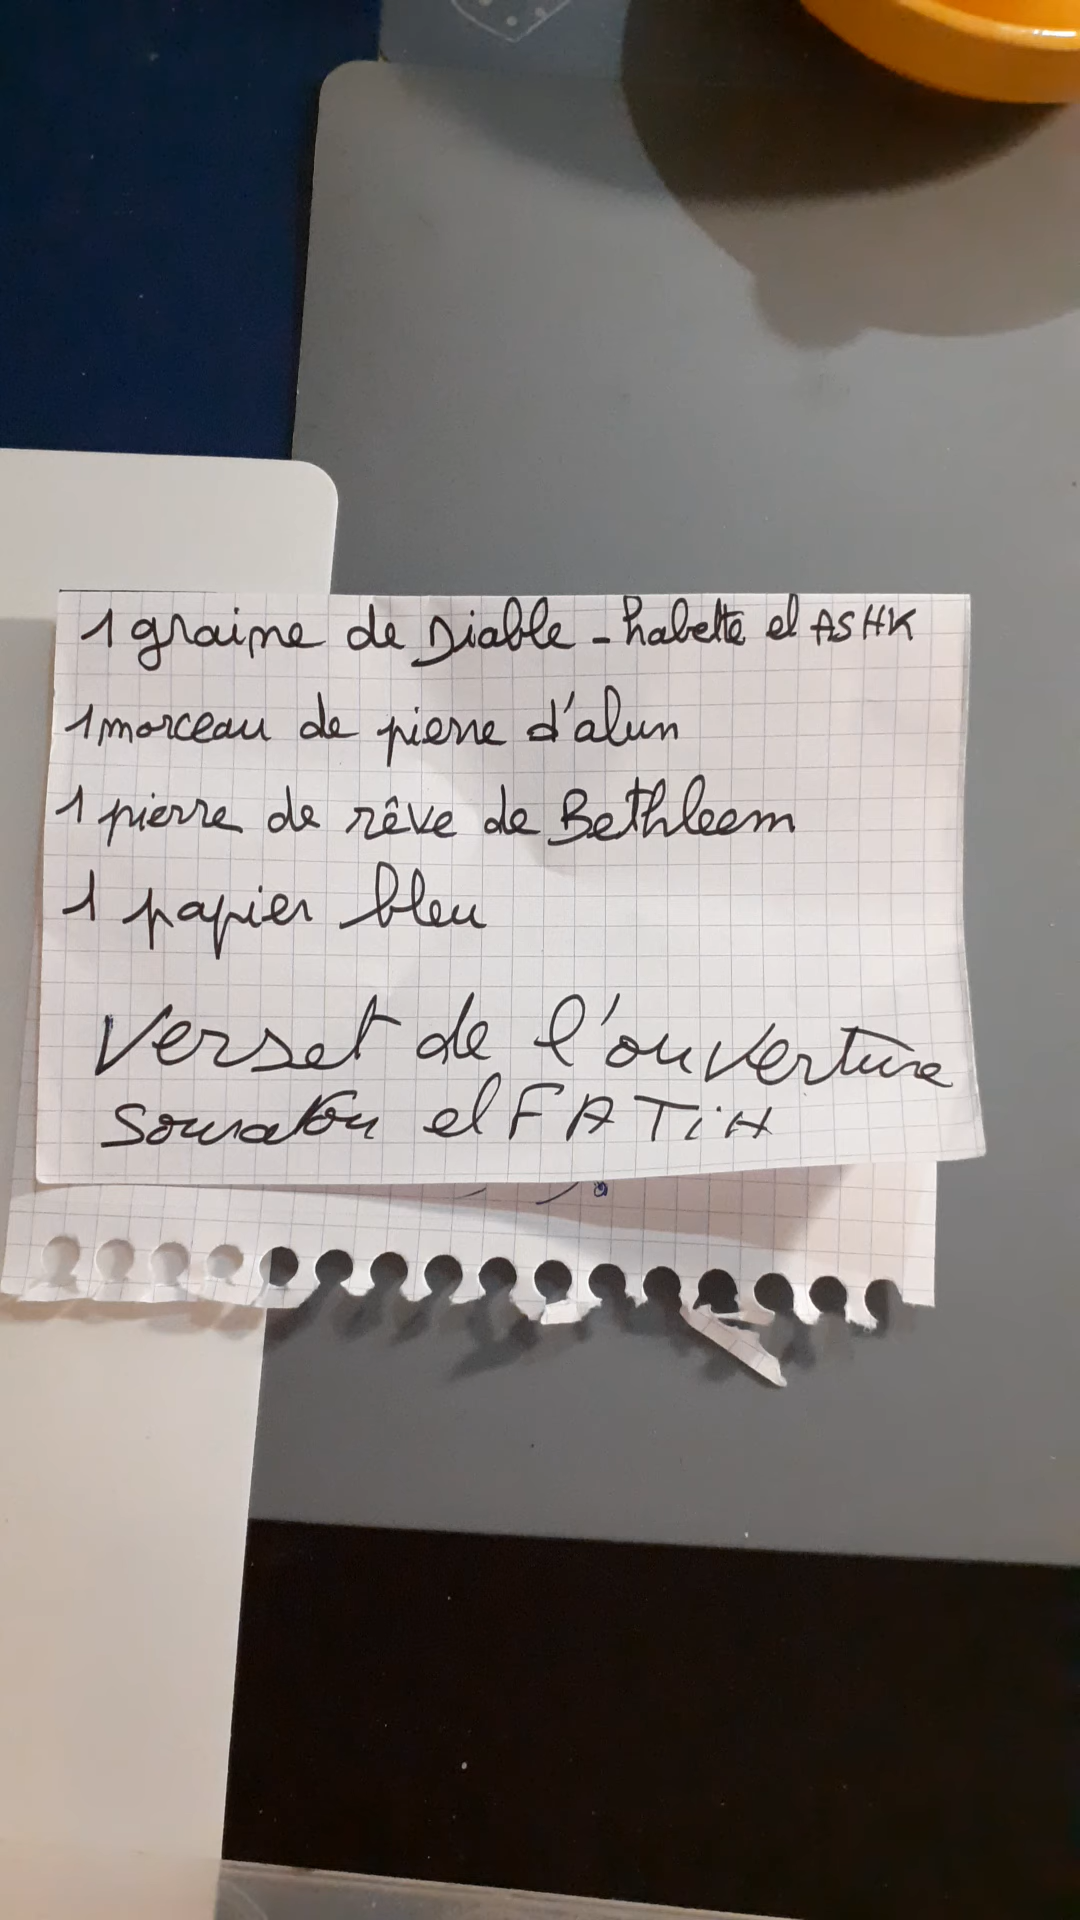 1 graine de Diable - habette el ASHK
1 morceau de pierre d'alun
1 pierre de rêve de Bethleem
1 papier bleu
Verset de l'ouverture
Souratou el FATiH